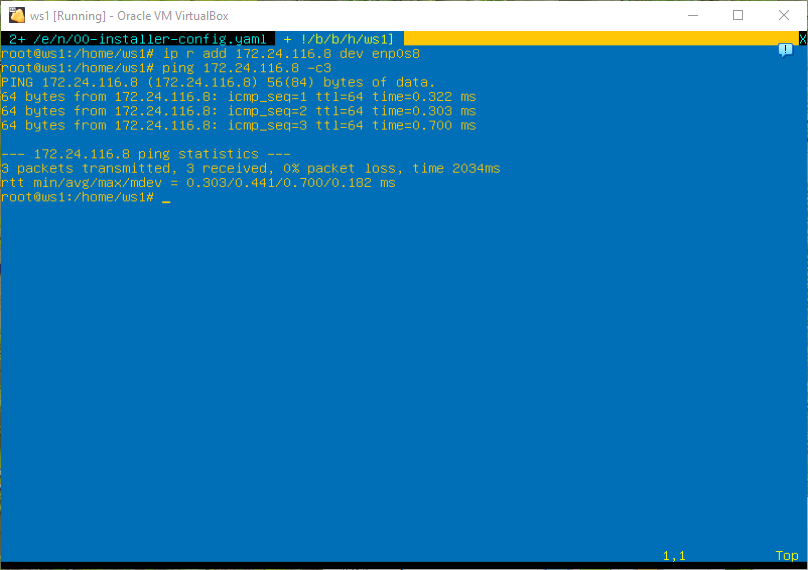 ws1 [Running] - Oracle VM VirtualBox
2+ /e/n/00-installer-config.yaml  + !/b/b/h/ws1] X
root@ws1:/home/ws1# ip r add 172.24.116.8 dev enp0s8
root@ws1:/home/ws1# ping 172.24.116.8 -c3
PING 172.24.116.8 (172.24.116.8) 56(84) bytes of data.
64 bytes from 172.24.116.8: icmp_seq=1 ttl=64 time=0.322 ms
64 bytes from 172.24.116.8: icmp_seq=2 ttl=64 time=0.303 ms
64 bytes from 172.24.116.8: icmp_seq=3 ttl=64 time=0.700 ms
--- 172.24.116.8 ping statistics ---
3 packets transmitted, 3 received, 0% packet loss, time 2034ms
rtt min/avg/max/mdev = 0.303/0.441/0.700/0.182 ms
root@ws1:/home/ws1# _
1,1 Top